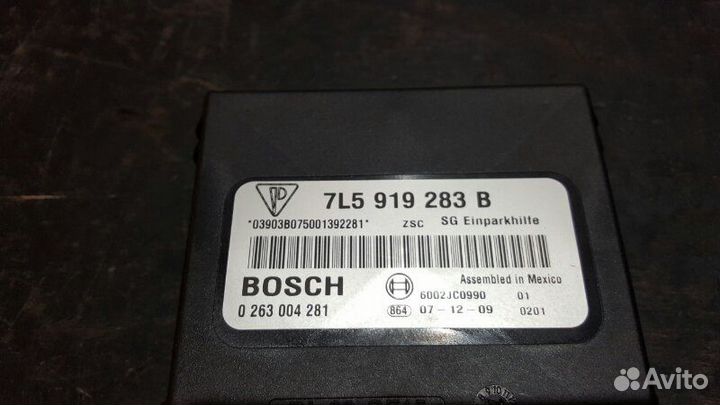 7L5 919 283 B
*03903B075001392281* ZSC SG Einparkhilfe
BOSCH
Assembled in Mexico
6002JC0990 01
0 263 004 281
864 07-12-09 0201
Avito